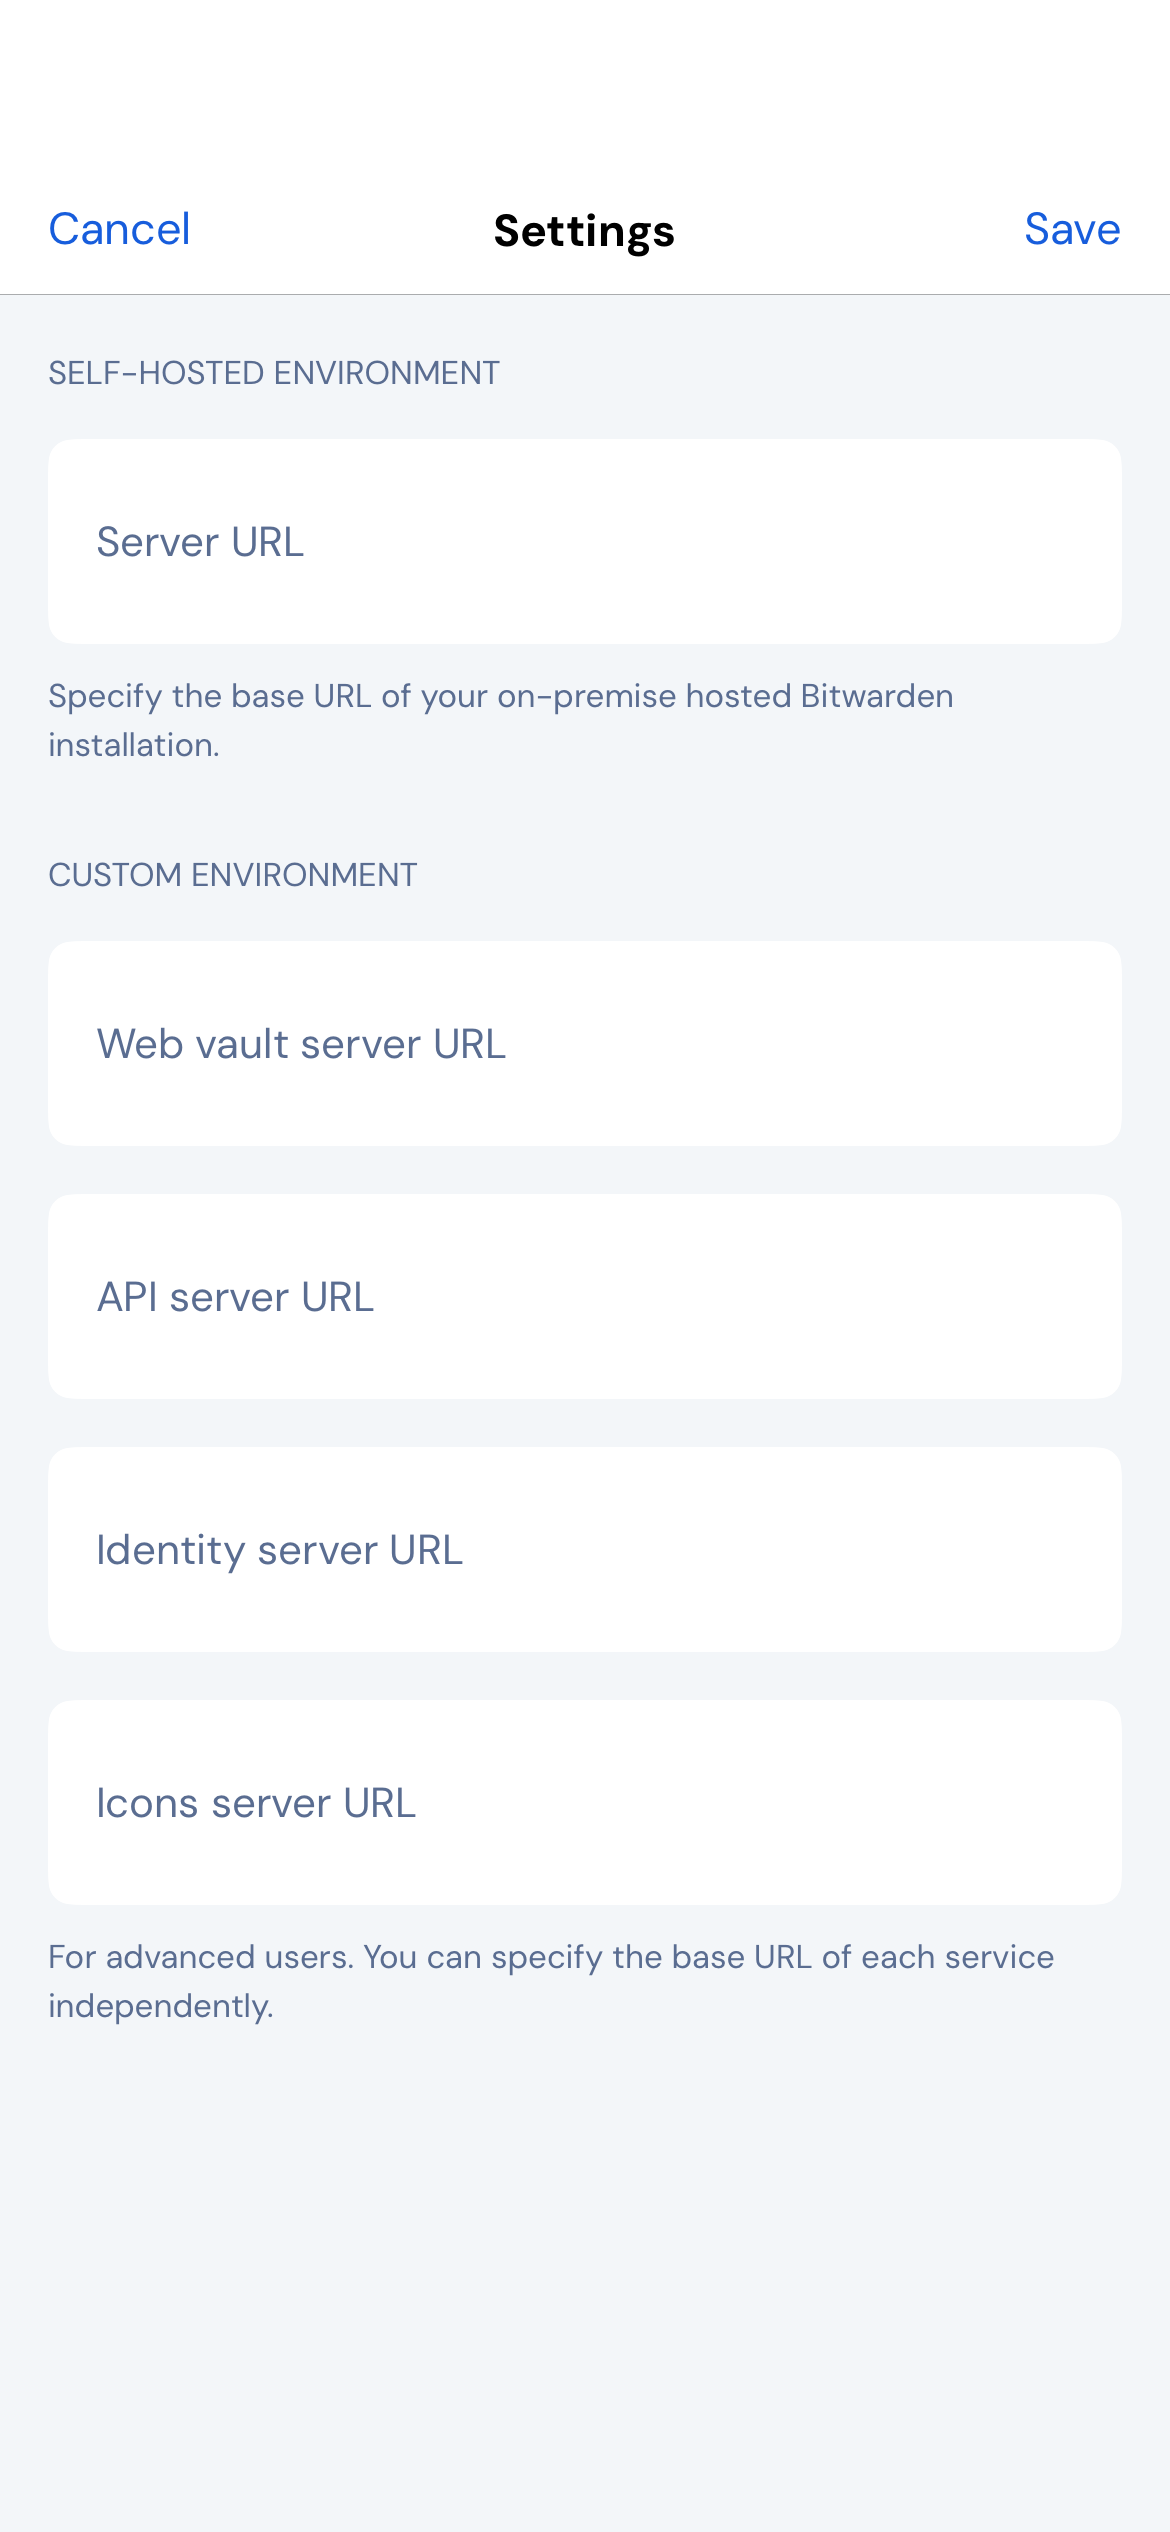 Cancel
Settings
Save
SELF-HOSTED ENVIRONMENT
Server URL
Specify the base URL of your on-premise hosted Bitwarden
installation.
CUSTOM ENVIRONMENT
Web vault server URL
API server URL
Identity server URL
Icons server URL
For advanced users. You can specify the base URL of each service
independently.